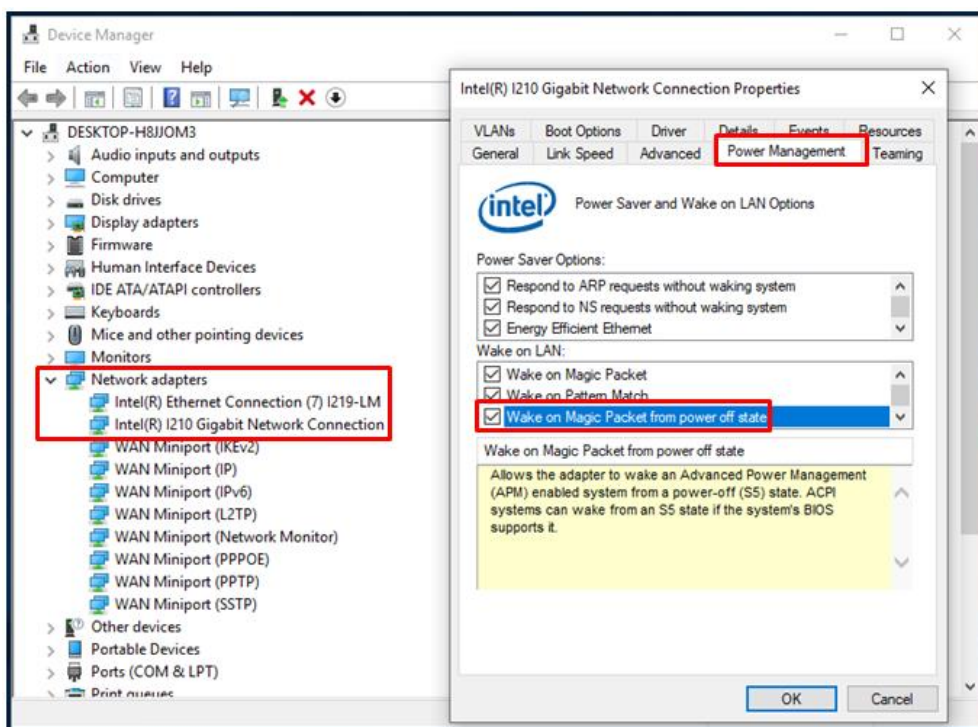 Device Manager
File Action View Help
DESKTOP-H8JJOM3
Audio inputs and outputs
Computer
Disk drives
Display adapters
Firmware
Human Interface Devices
IDE ATA/ATAPI controllers
Keyboards
Mice and other pointing devices
Monitors
Network adapters
Intel(R) Ethernet Connection (7) I219-LM
Intel(R) I210 Gigabit Network Connection
WAN Miniport (IKEv2)
WAN Miniport (IP)
WAN Miniport (IPv6)
WAN Miniport (L2TP)
WAN Miniport (Network Monitor)
WAN Miniport (PPPOE)
WAN Miniport (PPTP)
WAN Miniport (SSTP)
Other devices
Portable Devices
Ports (COM & LPT)
Print queues
Intel(R) I210 Gigabit Network Connection Properties
VLANs Boot Options Driver Details Events Resources
General Link Speed Advanced Power Management Teaming
intel Power Saver and Wake on LAN Options
Power Saver Options:
Respond to ARP requests without waking system
Respond to NS requests without waking system
Energy Efficient Ethernet
Wake on LAN:
Wake on Magic Packet
Wake on Pattern Match
Wake on Magic Packet from power off state
Wake on Magic Packet from power off state
Allows the adapter to wake an Advanced Power Management
(APM) enabled system from a power-off (S5) state. ACPI
systems can wake from an S5 state if the system's BIOS
supports it.
OK Cancel